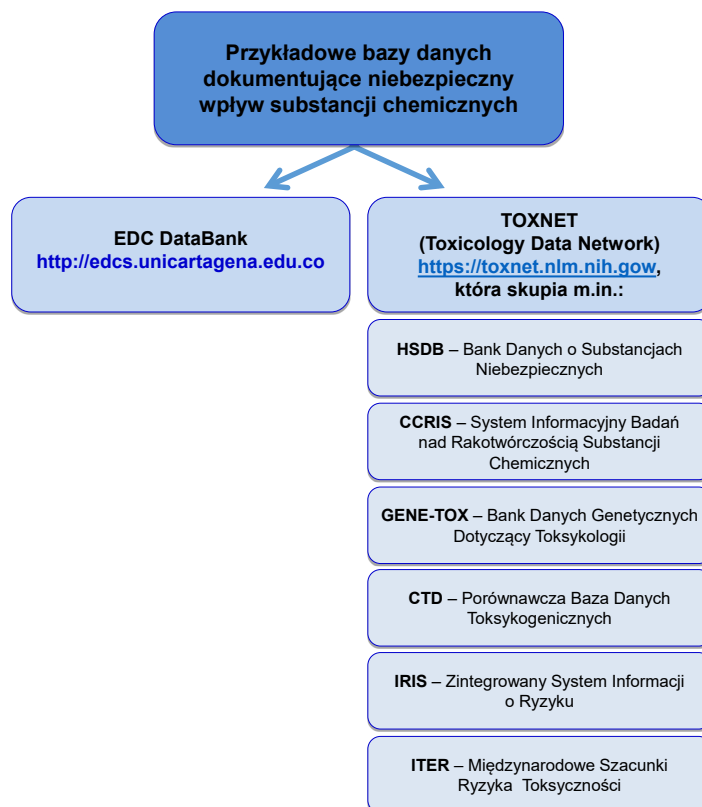 Przykładowe bazy danych
dokumentujące niebezpieczny
wpływ substancji chemicznych
EDC DataBank
http://edcs.unicartagena.edu.co
TOXNET
(Toxicology Data Network)
https://toxnet.nlm.nih.gow,
która skupia m.in.:
HSDB – Bank Danych o Substancjach
Niebezpiecznych
CCRIS – System Informacyjny Badań
nad Rakotwórczością Substancji
Chemicznych
GENE-TOX – Bank Danych Genetycznych
Dotyczący Toksykologii
CTD – Porównawcza Baza Danych
Toksykogenicznych
IRIS – Zintegrowany System Informacji
o Ryzyku
ITER – Międzynarodowe Szacunki
Ryzyka Toksyczności